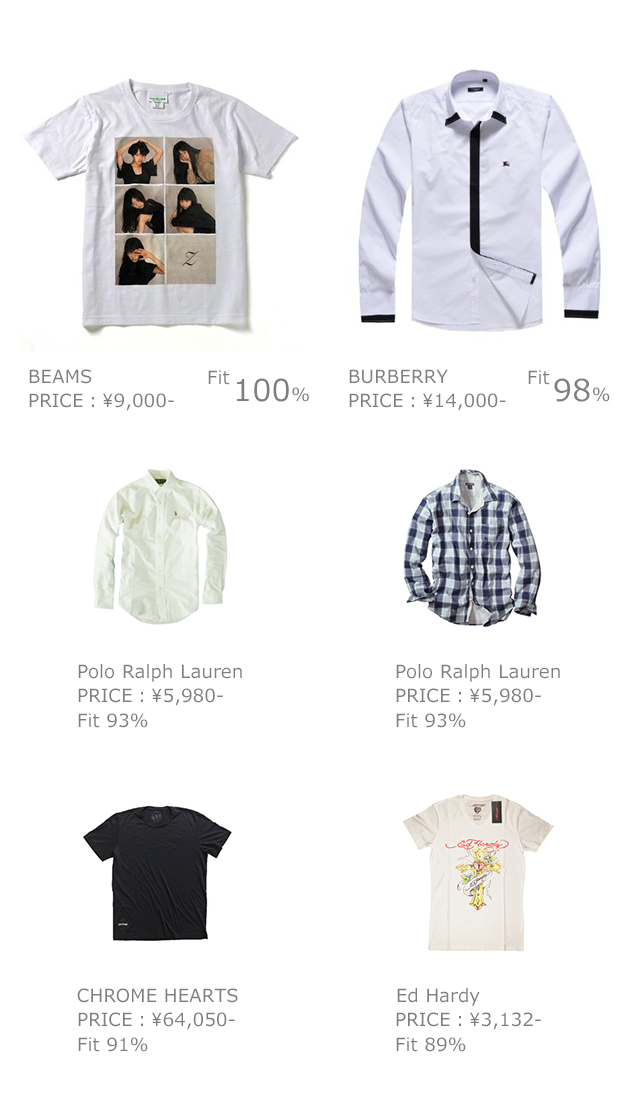 Z
BEAMS
PRICE : ¥9,000-
Fit 100%
BURBERRY
PRICE : ¥14,000-
Fit 98%
Polo Ralph Lauren
PRICE : ¥5,980-
Fit 93%
Polo Ralph Lauren
PRICE : ¥5,980-
Fit 93%
Ed Hardy
CHROME HEARTS
PRICE : ¥64,050-
Fit 91%
Ed Hardy
PRICE : ¥3,132-
Fit 89%